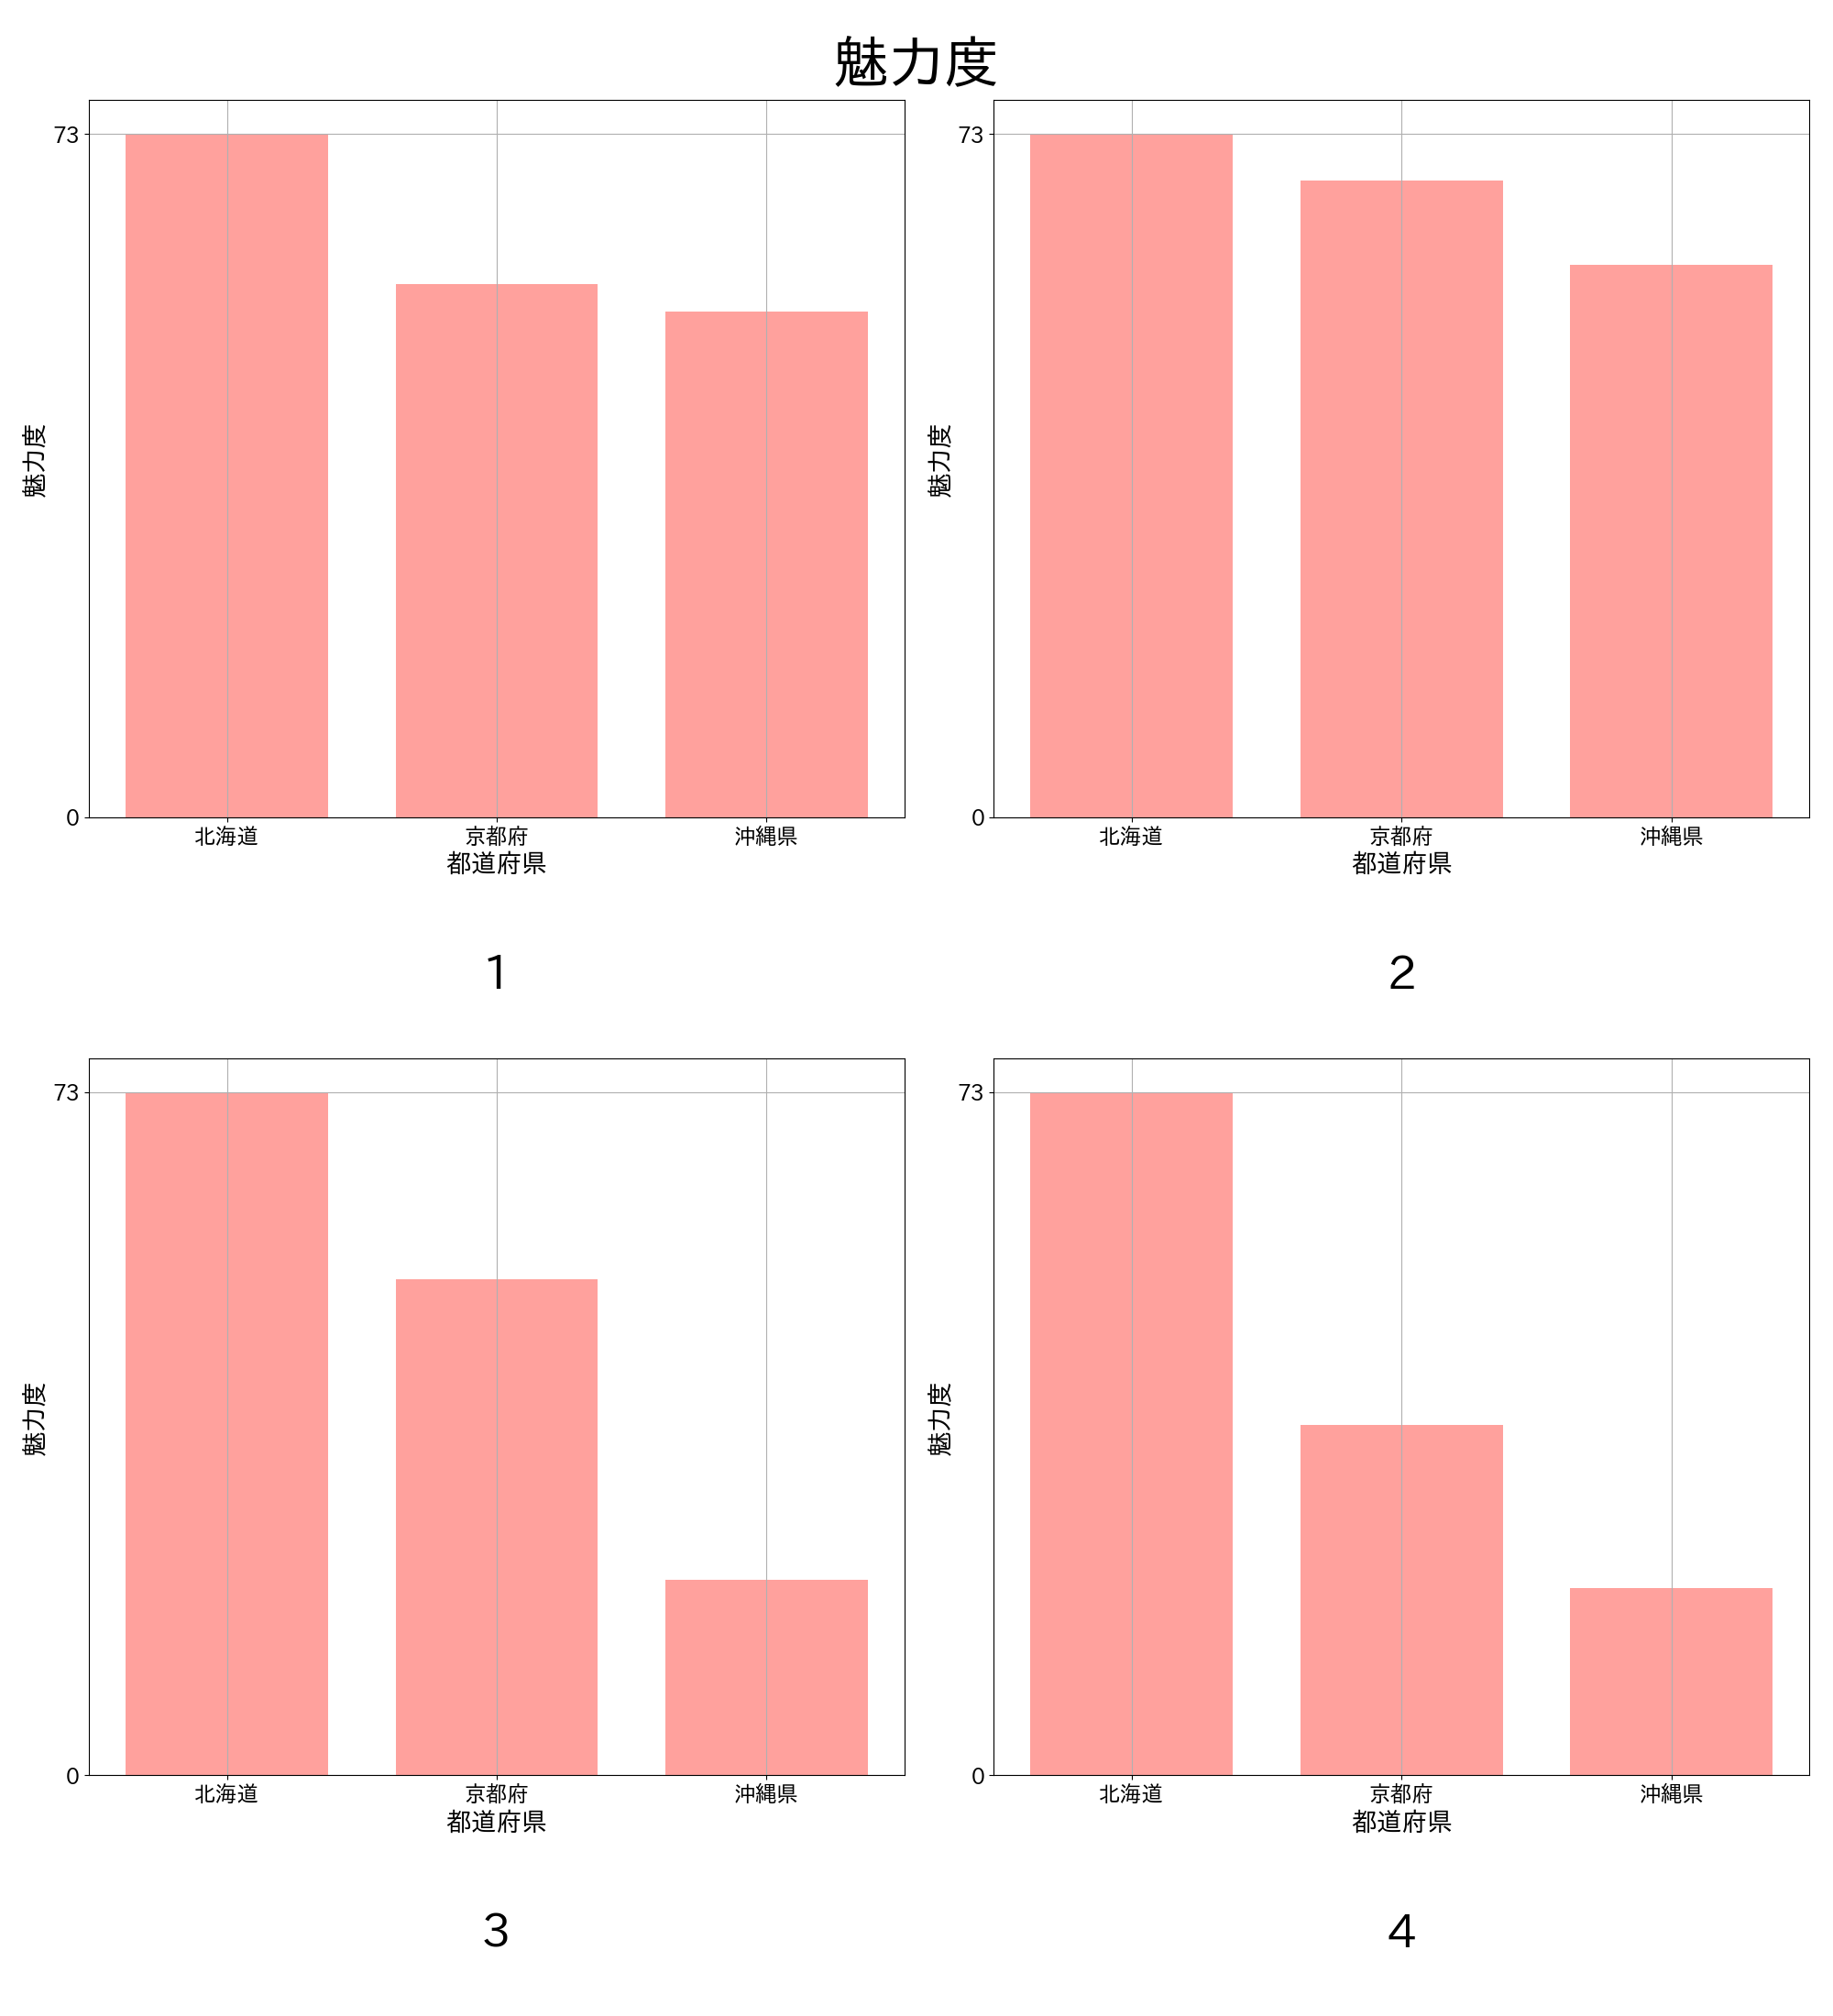 魅力度
73
0
魅力度
北海道 京都府 沖縄県
都道府県
1
73
0
魅力度
北海道 京都府 沖縄県
都道府県
2
73
0
魅力度
北海道 京都府 沖縄県
都道府県
3
73
0
魅力度
北海道 京都府 沖縄県
都道府県
4